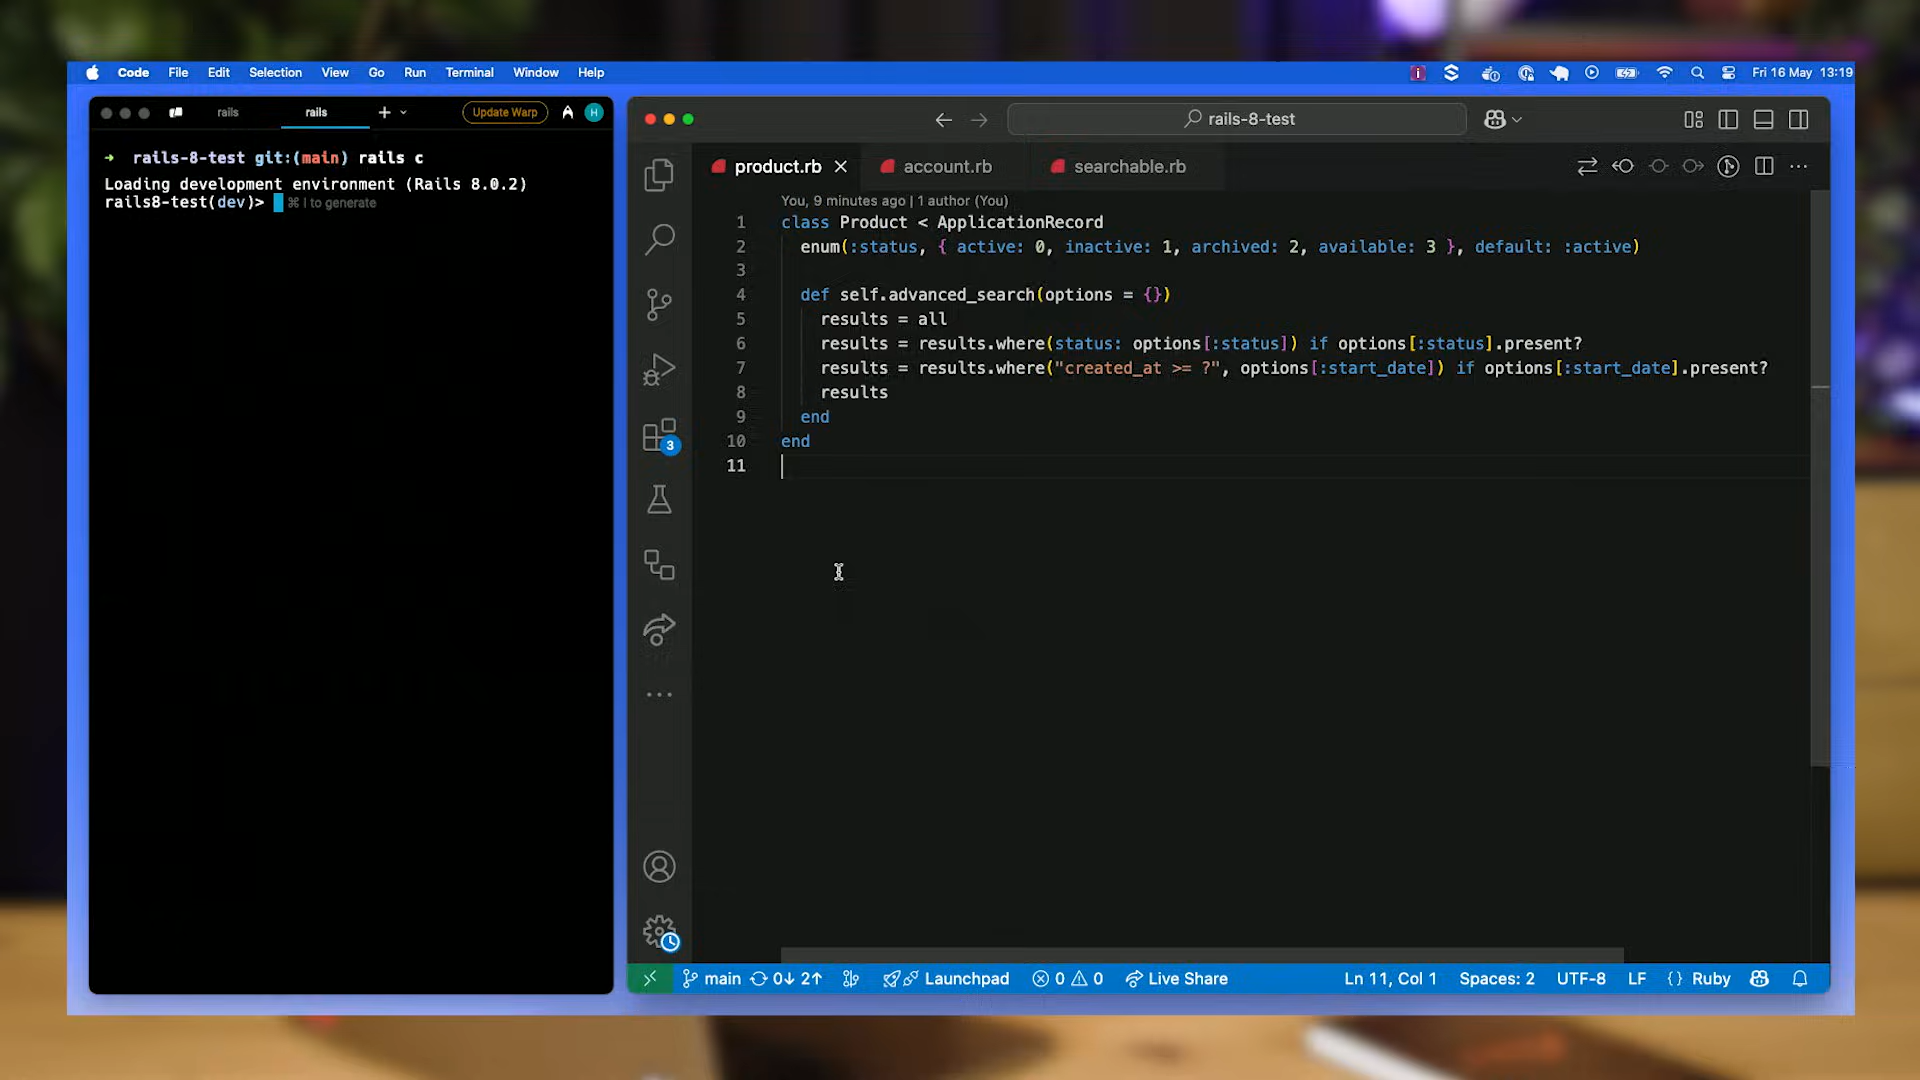 Code File Edit Selection View Go Run Terminal Window Help
Fri 16 May 13:19
rails rails Update Warp H
→ rails-8-test git:(main) rails c
Loading development environment (Rails 8.0.2)
rails8-test(dev)> ⌘ I to generate
rails-8-test
product.rb account.rb searchable.rb
You, 9 minutes ago | 1 author (You)
1 class Product < ApplicationRecord
2 enum(:status, { active: 0, inactive: 1, archived: 2, available: 3 }, default: :active)
3
4 def self.advanced_search(options = {})
5 results = all
6 results = results.where(status: options[:status]) if options[:status].present?
7 results = results.where("created_at >= ?", options[:start_date]) if options[:start_date].present?
8 results
9 end
10 end
11
3
main 0↓ 2↑ Launchpad 0 0 Live Share Ln 11, Col 1 Spaces: 2 UTF-8 LF {} Ruby